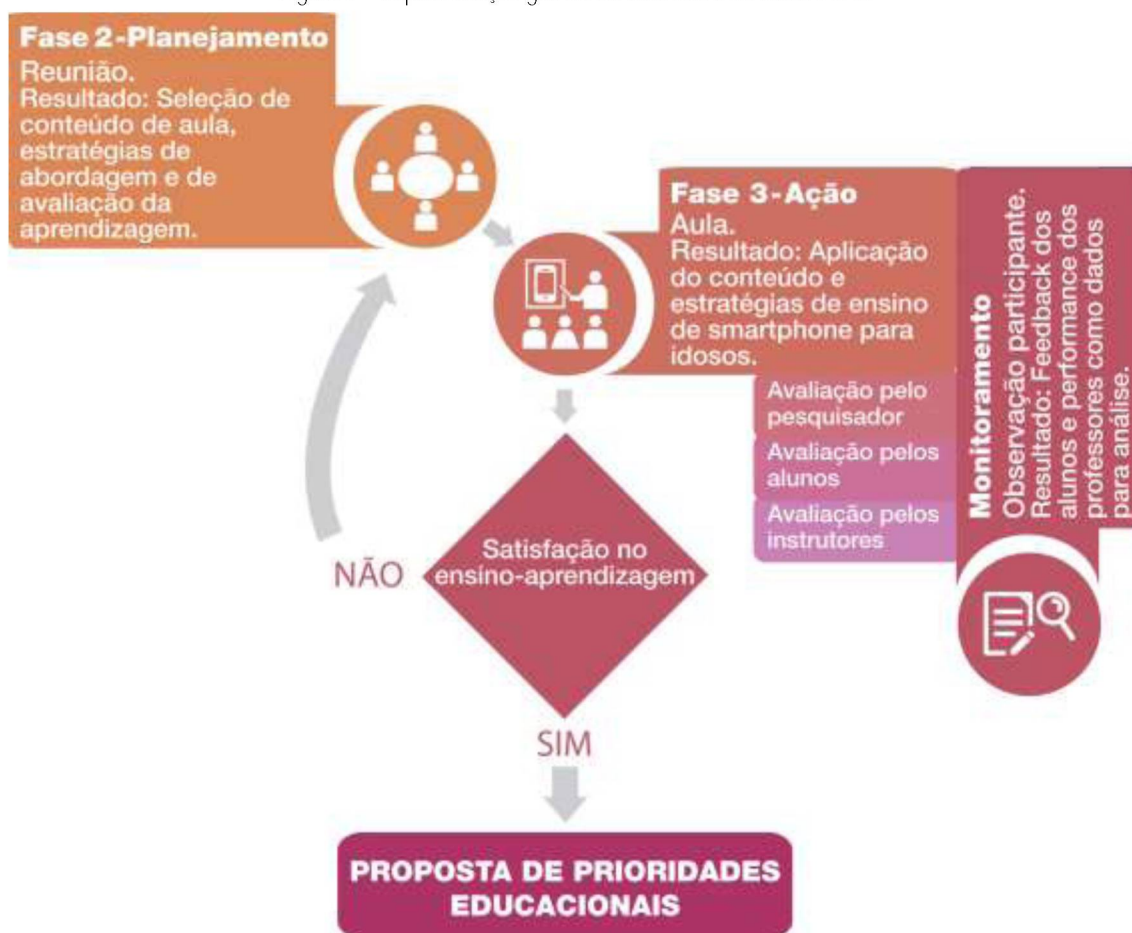 Fase 2-Planejamento
Reunião.
Resultado: Seleção de
conteúdo de aula,
estratégias de
abordagem e de
avaliação da
aprendizagem.
Fase 3-Ação
Aula.
Resultado: Aplicação
do conteúdo e
estratégias de ensino
de smartphone para
idosos.
Avaliação pelo
pesquisador
Avaliação pelos
alunos
Avaliação pelos
instrutores
Monitoramento
Observação participante.
Resultado: Feedback dos
alunos e performance dos
professores como dados
para análise.
Satisfação no
ensino-aprendizagem
NÃO
SIM
PROPOSTA DE PRIORIDADES
EDUCACIONAIS